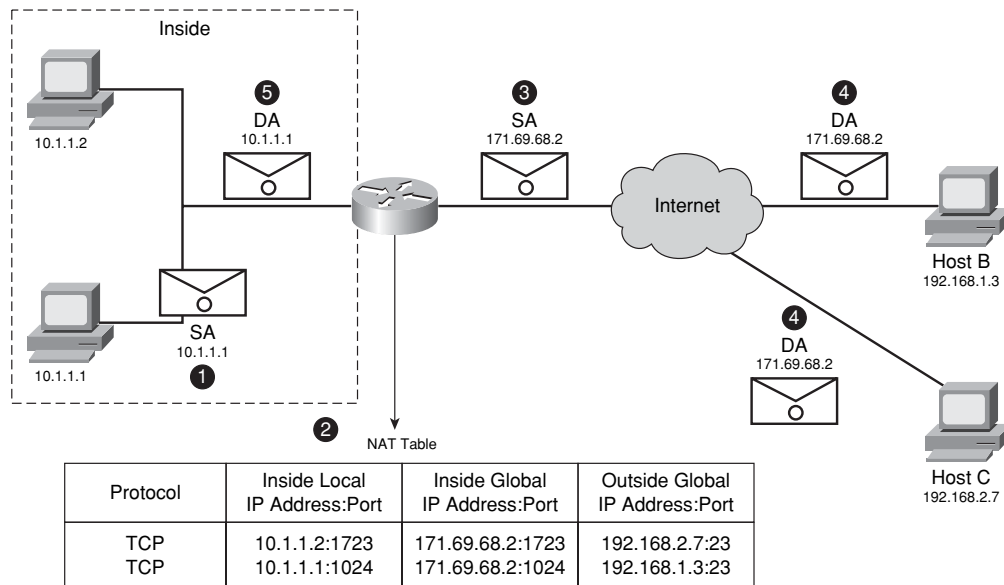 Inside
10.1.1.2
5
DA
10.1.1.1
3
SA
171.69.68.2
4
DA
171.69.68.2
Internet
Host B
192.168.1.3
10.1.1.1
SA
10.1.1.1
1
4
DA
171.69.68.2
Host C
192.168.2.7
2
NAT Table
Protocol
Inside Local
IP Address:Port
Inside Global
IP Address:Port
Outside Global
IP Address:Port
TCP 10.1.1.2:1723 171.69.68.2:1723 192.168.2.7:23
TCP 10.1.1.1:1024 171.69.68.2:1024 192.168.1.3:23